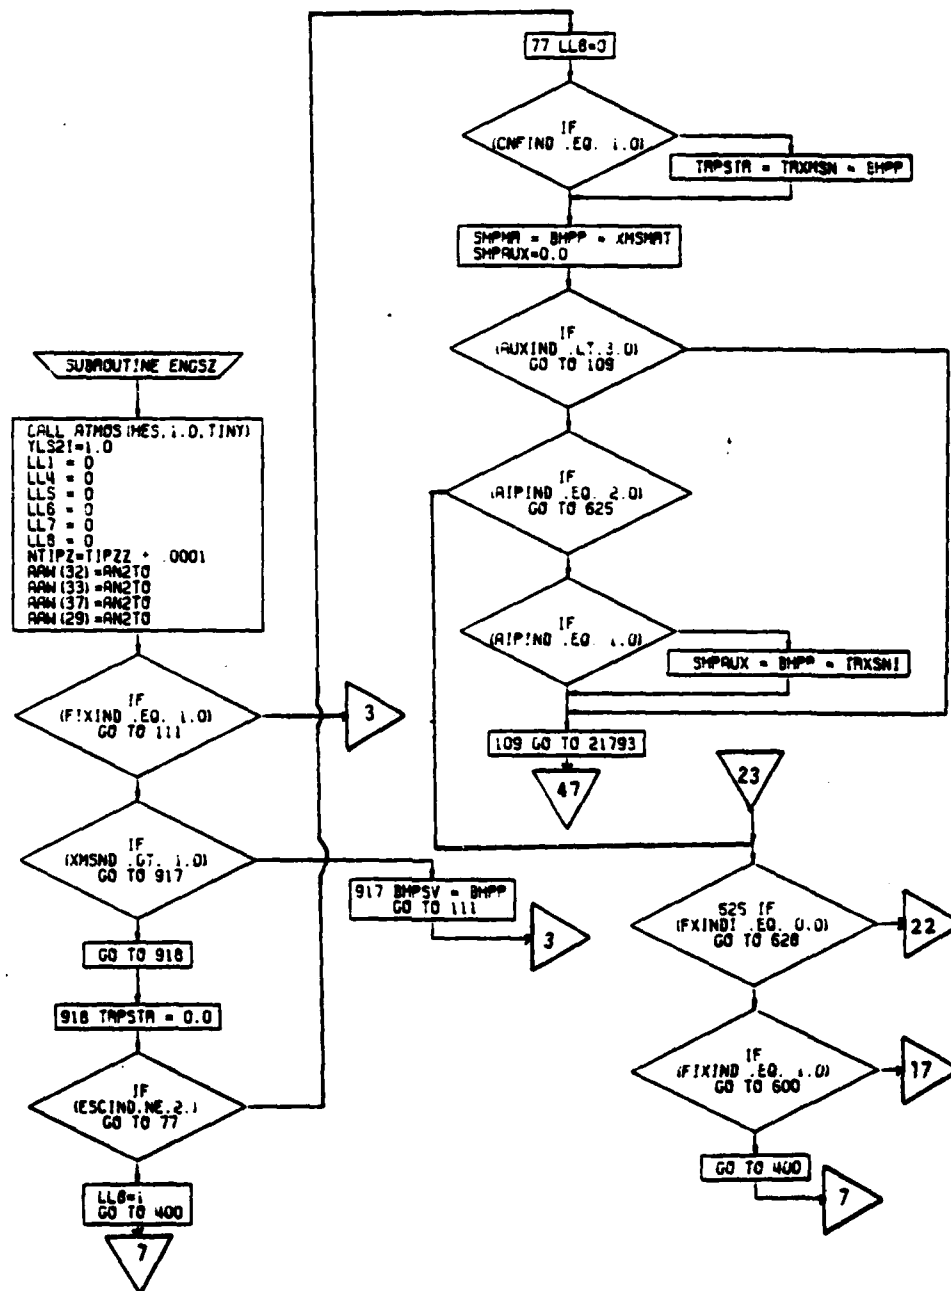 SUBROUTINE ENGSZ
CALL ATMOS(HES,1.0,TINY)
YLS2I=1.0
LL1 = 0
LL4 = 0
LL5 = 0
LL6 = 0
LL7 = 0
LL8 = 0
NTIPZ=TIPZZ + .0001
AAW(32)=AN2TO
AAW(33)=AN2TO
AAW(37)=AN2TO
AAW(29)=AN2TO
IF
(FIXIND .EQ. 1.0)
GO TO 111
3
IF
(XMSND .GT. 1.0)
GO TO 917
917 BHPSV = BHPP
GO TO 111
3
GO TO 918
918 TRPSTR = 0.0
IF
(ESCIND.NE.2.)
GO TO 77
LL8=1
GO TO 400
7
77 LL8=0
IF
(CNFIND .EQ. 1.0)
TRPSTR = TRXMSN = BHPP
SHPMR = BHPP = XMSMRT
SHPAUX=0.0
IF
(AUXIND .LT.3.0)
GO TO 109
IF
(AIPIND .EQ. 2.0)
GO TO 625
IF
(AIPIND .EQ. 1.0)
SHPAUX = BHPP = TRXSNI
109 GO TO 21793
47
23
625 IF
(FXINDI .EQ. 0.0)
GO TO 628
22
IF
(FIXIND .EQ. 1.0)
GO TO 600
17
GO TO 400
7